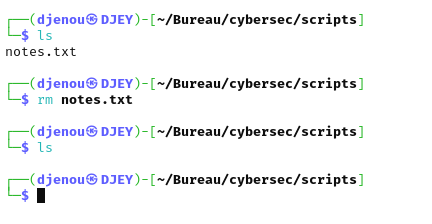 ┌──(djenou㉿DJEY)-[~/Bureau/cybersec/scripts]
└─$ ls
notes.txt
┌──(djenou㉿DJEY)-[~/Bureau/cybersec/scripts]
└─$ rm notes.txt
┌──(djenou㉿DJEY)-[~/Bureau/cybersec/scripts]
└─$ ls
┌──(djenou㉿DJEY)-[~/Bureau/cybersec/scripts]
└─$